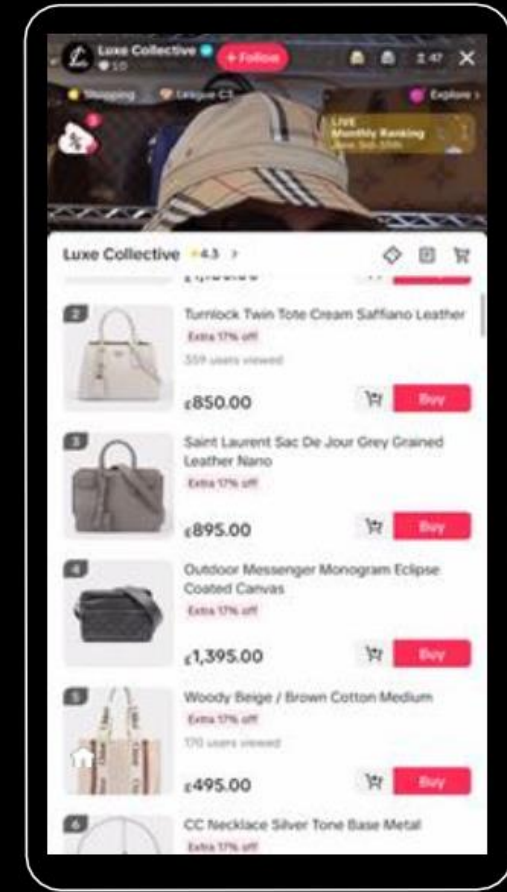 Luxe Collective
10
+ Follow
47
Shopping
League C3
Explore >
LIVE
Monthly Ranking
Luxe Collective 4.3 >
2
Turnlock Twin Tote Cream Saffiano Leather
Extra 17% off
359 users viewed
£850.00
Buy
3
Saint Laurent Sac De Jour Grey Grained
Leather Nano
Extra 17% off
£895.00
Buy
4
Outdoor Messenger Monogram Eclipse
Coated Canvas
Extra 17% off
£1,395.00
Buy
5
Woody Beige / Brown Cotton Medium
Extra 17% off
170 users viewed
£495.00
Buy
6
CC Necklace Silver Tone Base Metal
Extra 17% off